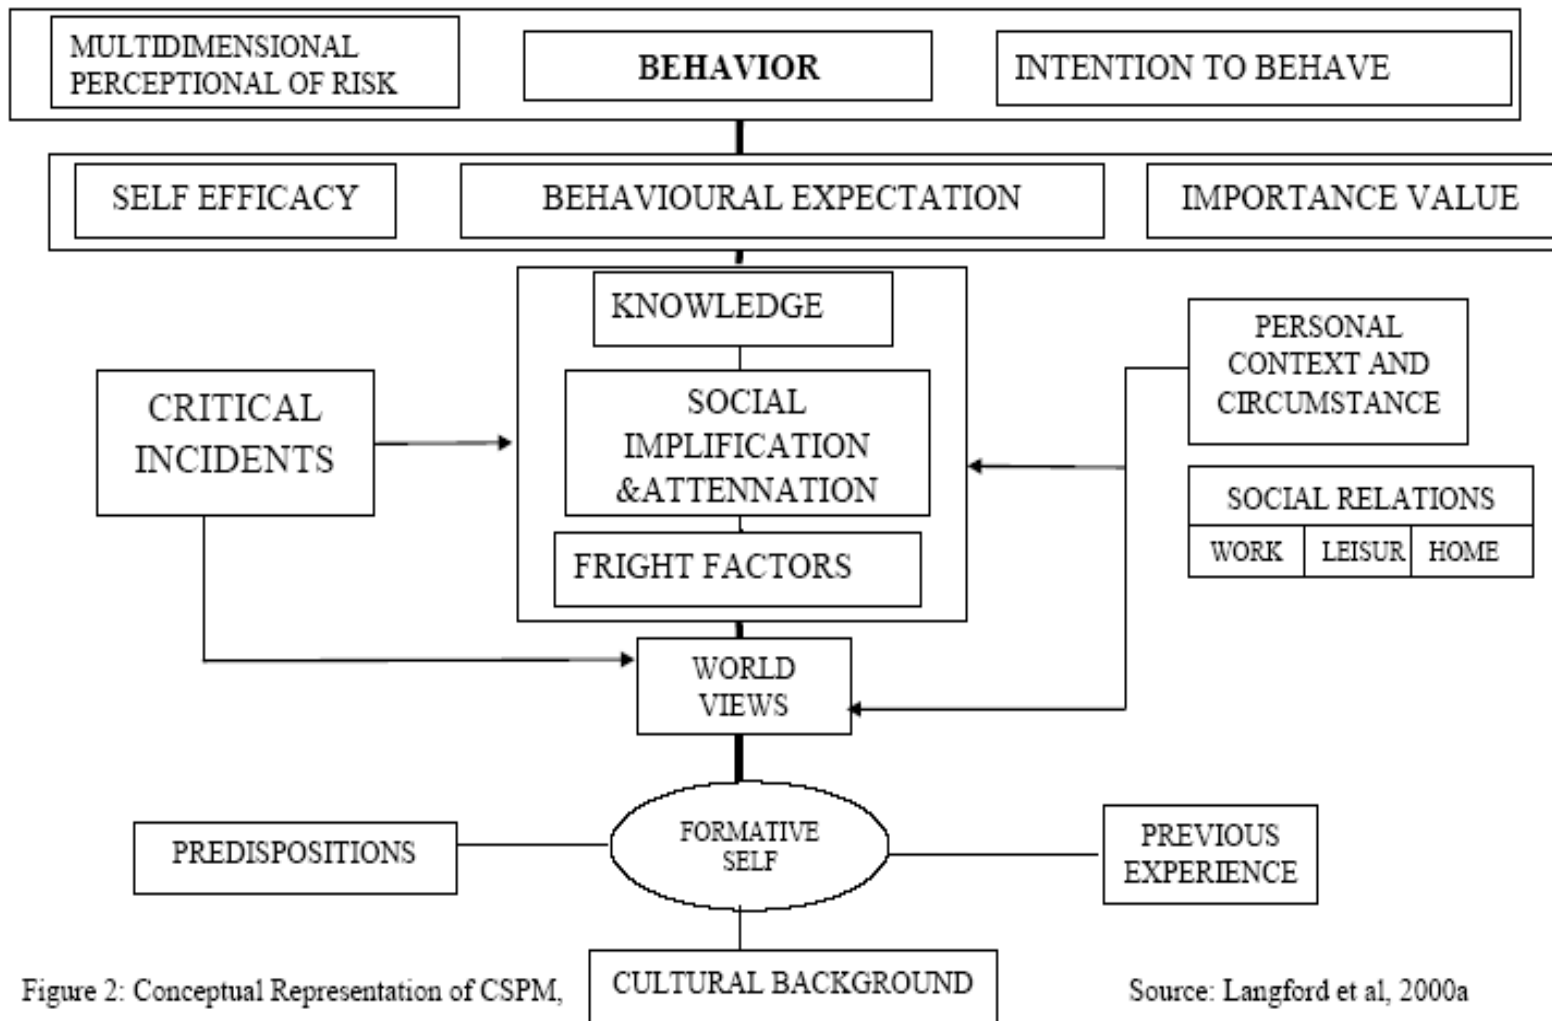 MULTIDIMENSIONAL
PERCEPTIONAL OF RISK
BEHAVIOR
INTENTION TO BEHAVE
SELF EFFICACY
BEHAVIOURAL EXPECTATION
IMPORTANCE VALUE
KNOWLEDGE
CRITICAL
INCIDENTS
SOCIAL
IMPLIFICATION
&ATTENNATION
PERSONAL
CONTEXT AND
CIRCUMSTANCE
SOCIAL RELATIONS
WORK
LEISUR
HOME
FRIGHT FACTORS
WORLD
VIEWS
PREDISPOSITIONS
FORMATIVE
SELF
PREVIOUS
EXPERIENCE
CULTURAL BACKGROUND
Figure 2: Conceptual Representation of CSPM,
Source: Langford et al, 2000a